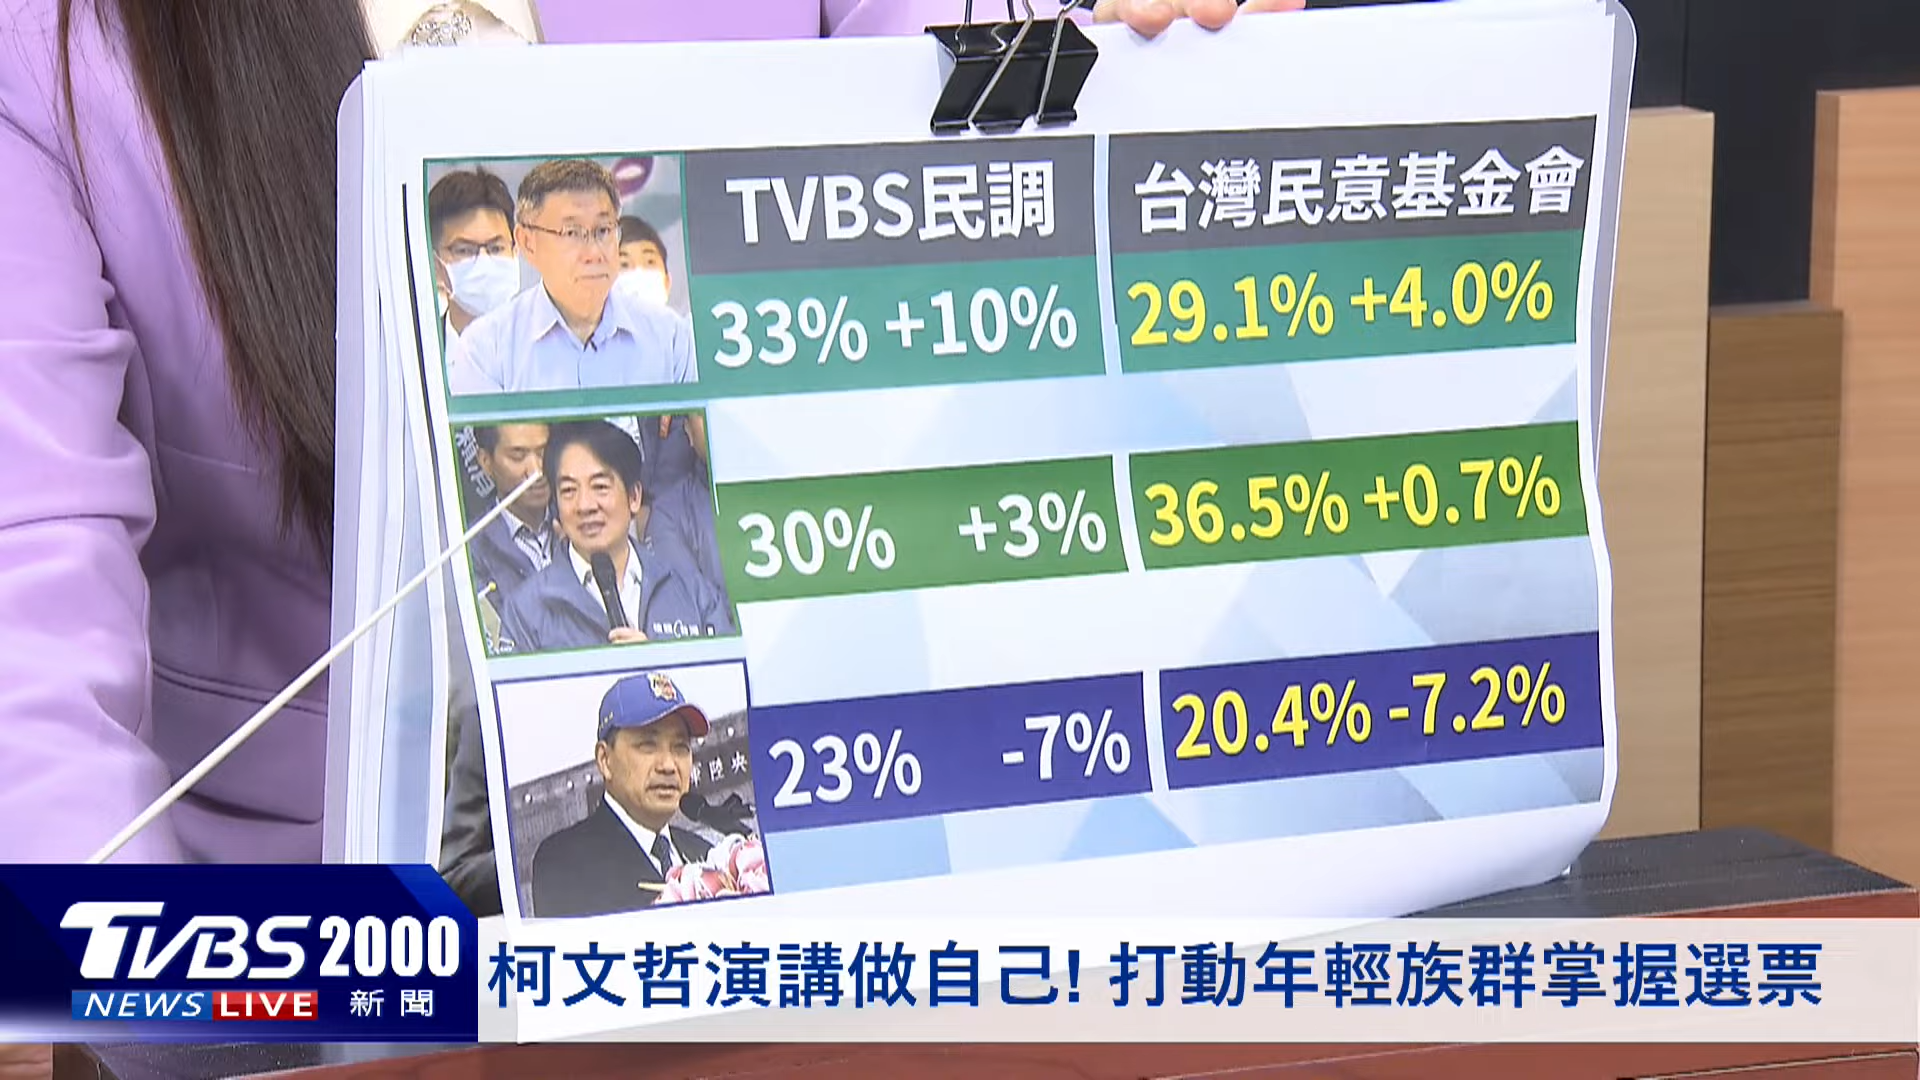 TVBS民調 台灣民意基金會
33% +10% 29.1% +4.0%
30% +3% 36.5% +0.7%
23% -7% 20.4% -7.2%
央陸
TVBS 2000
NEWS LIVE 新聞
柯文哲演講做自己! 打動年輕族群掌握選票